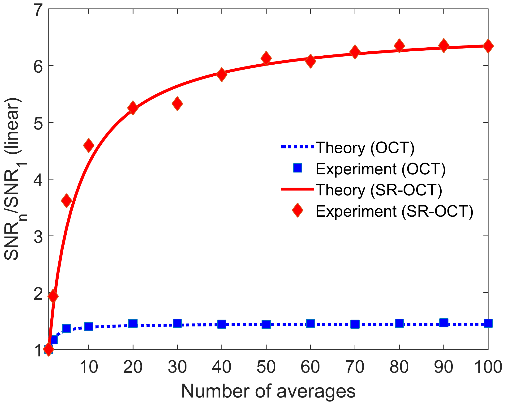 SNRn/SNR1 (linear)
7
6
5
4
3
2
1
Theory (OCT)
Experiment (OCT)
Theory (SR-OCT)
Experiment (SR-OCT)
10 20 30 40 50 60 70 80 90 100
Number of averages